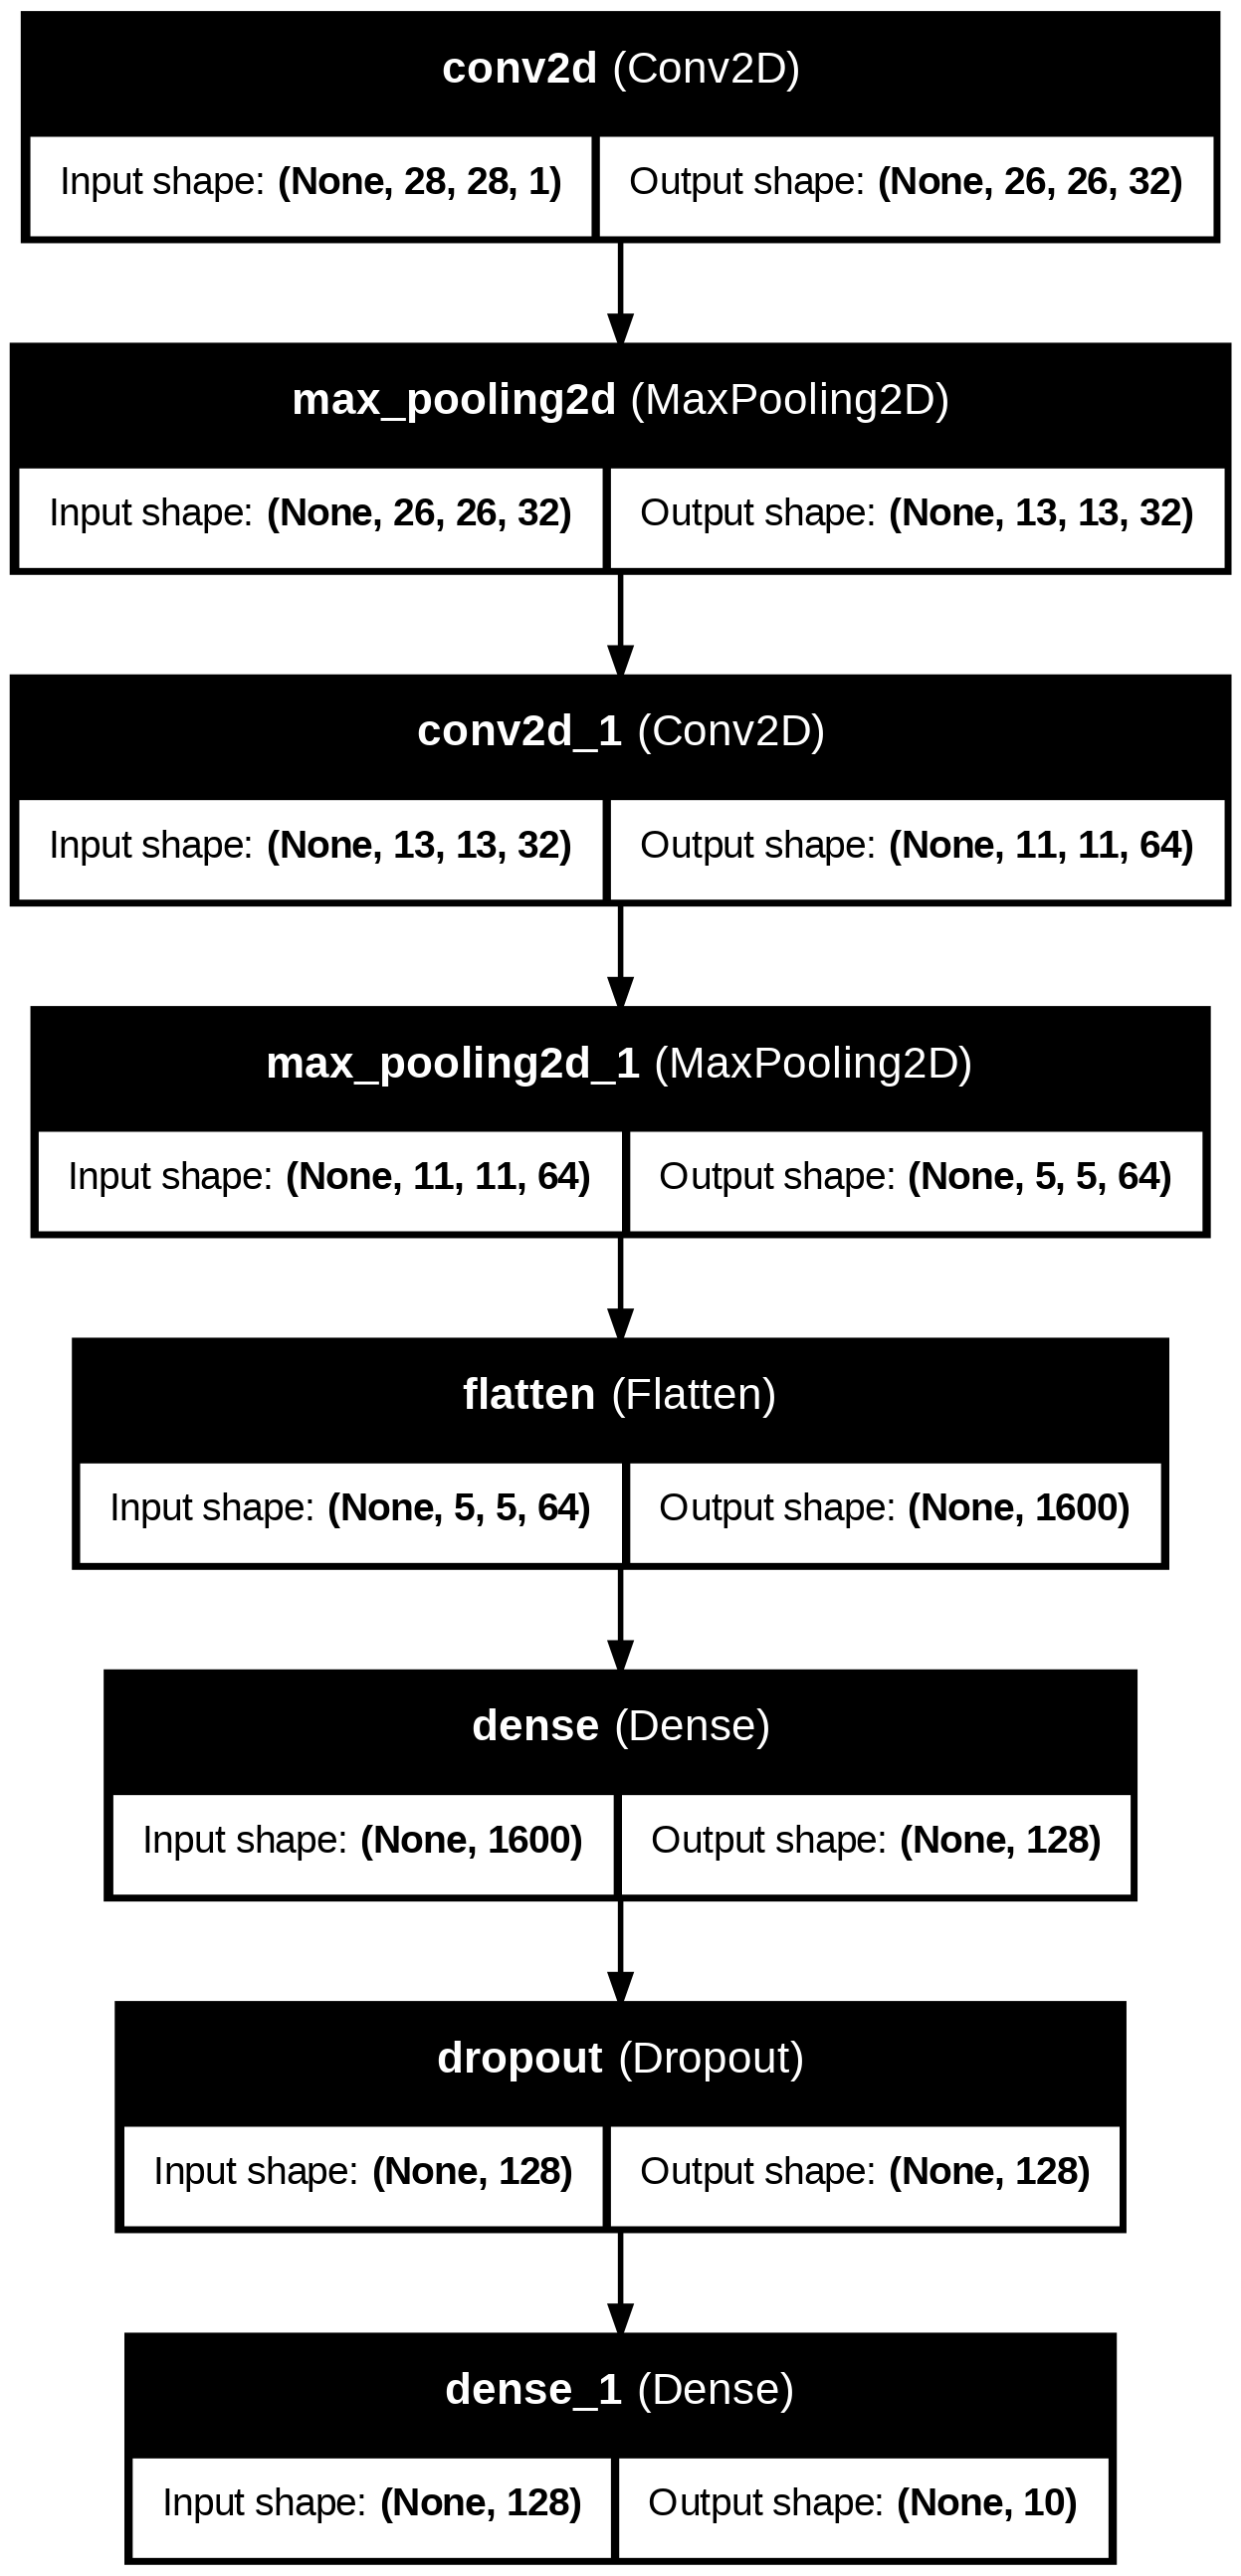 conv2d (Conv2D)
Input shape: (None, 28, 28, 1) Output shape: (None, 26, 26, 32)
max_pooling2d (MaxPooling2D)
Input shape: (None, 26, 26, 32) Output shape: (None, 13, 13, 32)
conv2d_1 (Conv2D)
Input shape: (None, 13, 13, 32) Output shape: (None, 11, 11, 64)
max_pooling2d_1 (MaxPooling2D)
Input shape: (None, 11, 11, 64) Output shape: (None, 5, 5, 64)
flatten (Flatten)
Input shape: (None, 5, 5, 64) Output shape: (None, 1600)
dense (Dense)
Input shape: (None, 1600) Output shape: (None, 128)
dropout (Dropout)
Input shape: (None, 128) Output shape: (None, 128)
dense_1 (Dense)
Input shape: (None, 128) Output shape: (None, 10)